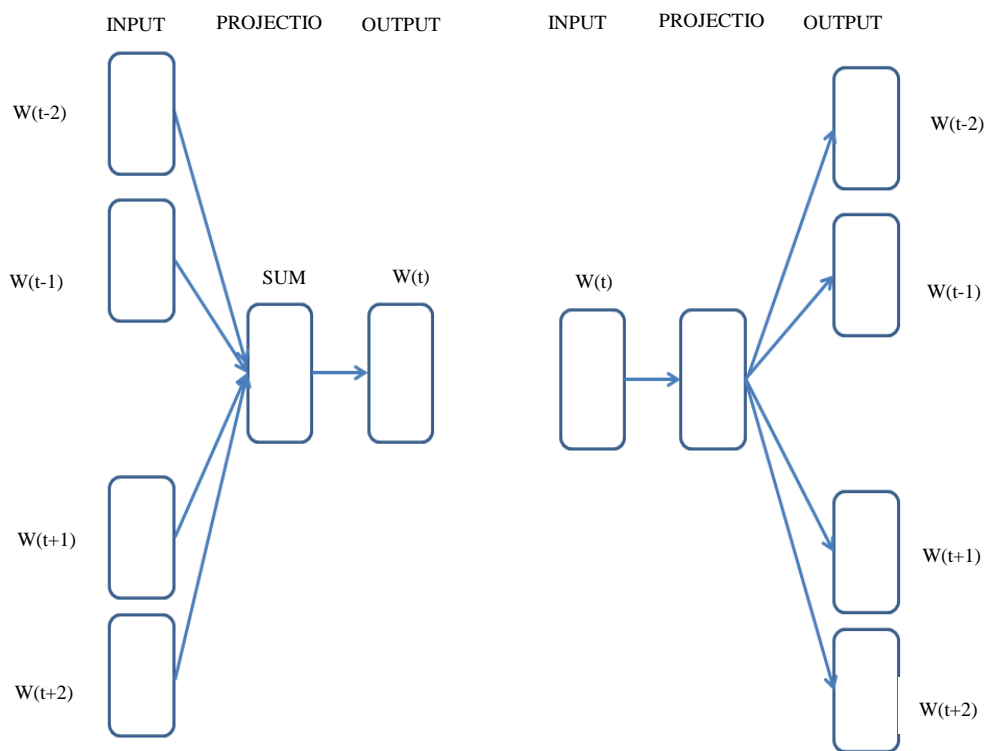 INPUT PROJECTIO OUTPUT
W(t-2)
W(t-1)
SUM W(t)
W(t+1)
W(t+2)
INPUT PROJECTIO OUTPUT
W(t-2)
W(t-1)
W(t)
W(t+1)
W(t+2)